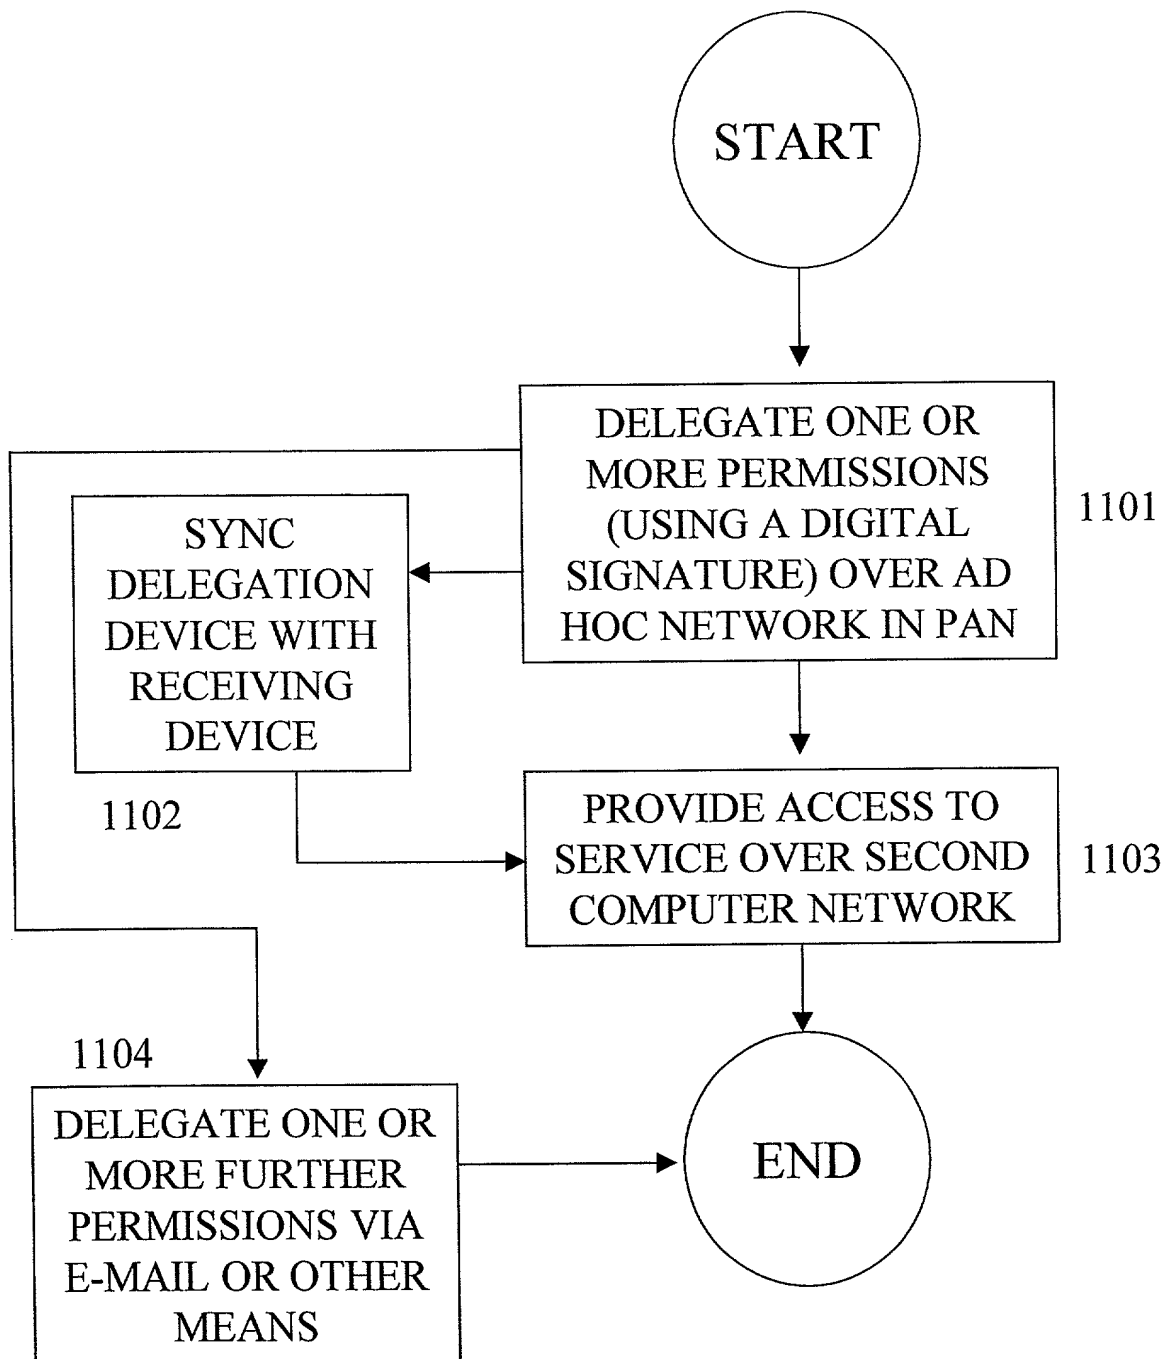 START
DELEGATE ONE OR
MORE PERMISSIONS
(USING A DIGITAL
SIGNATURE) OVER AD
HOC NETWORK IN PAN
1101
SYNC
DELEGATION
DEVICE WITH
RECEIVING
DEVICE
1102
PROVIDE ACCESS TO
SERVICE OVER SECOND
COMPUTER NETWORK
1103
1104
DELEGATE ONE OR
MORE FURTHER
PERMISSIONS VIA
E-MAIL OR OTHER
MEANS
END